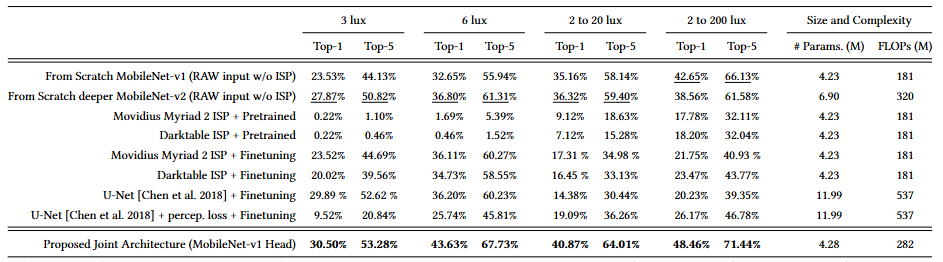 3 lux 6 lux 2 to 20 lux 2 to 200 lux Size and Complexity
Top-1 Top-5 Top-1 Top-5 Top-1 Top-5 Top-1 Top-5 # Params. (M) FLOPs (M)
From Scratch MobileNet-v1 (RAW input w/o ISP) 23.53% 44.13% 32.65% 55.94% 35.16% 58.14% 42.65% 66.13% 4.23 181
From Scratch deeper MobileNet-v2 (RAW input w/o ISP) 27.87% 50.82% 36.80% 61.31% 36.32% 59.40% 38.56% 61.58% 6.90 320
Movidius Myriad 2 ISP + Pretrained 0.22% 1.10% 1.69% 5.39% 9.12% 18.63% 17.78% 32.11% 4.23 181
Darktable ISP + Pretrained 0.22% 0.46% 0.46% 1.52% 7.12% 15.28% 18.20% 32.04% 4.23 181
Movidius Myriad 2 ISP + Finetuning 23.52% 44.69% 36.11% 60.27% 17.31 % 34.98 % 21.75% 40.93 % 4.23 181
Darktable ISP + Finetuning 20.02% 39.56% 34.73% 58.55% 16.45 % 33.13% 23.47% 43.77% 4.23 181
U-Net [Chen et al. 2018] + Finetuning 29.89 % 52.62 % 36.20% 60.23% 14.38% 30.44% 20.23% 39.35% 11.99 537
U-Net [Chen et al. 2018] + percep. loss + Finetuning 9.52% 20.84% 25.74% 45.81% 19.09% 36.26% 26.17% 46.78% 11.99 537
Proposed Joint Architecture (MobileNet-v1 Head) 30.50% 53.28% 43.63% 67.73% 40.87% 64.01% 48.46% 71.44% 4.28 282